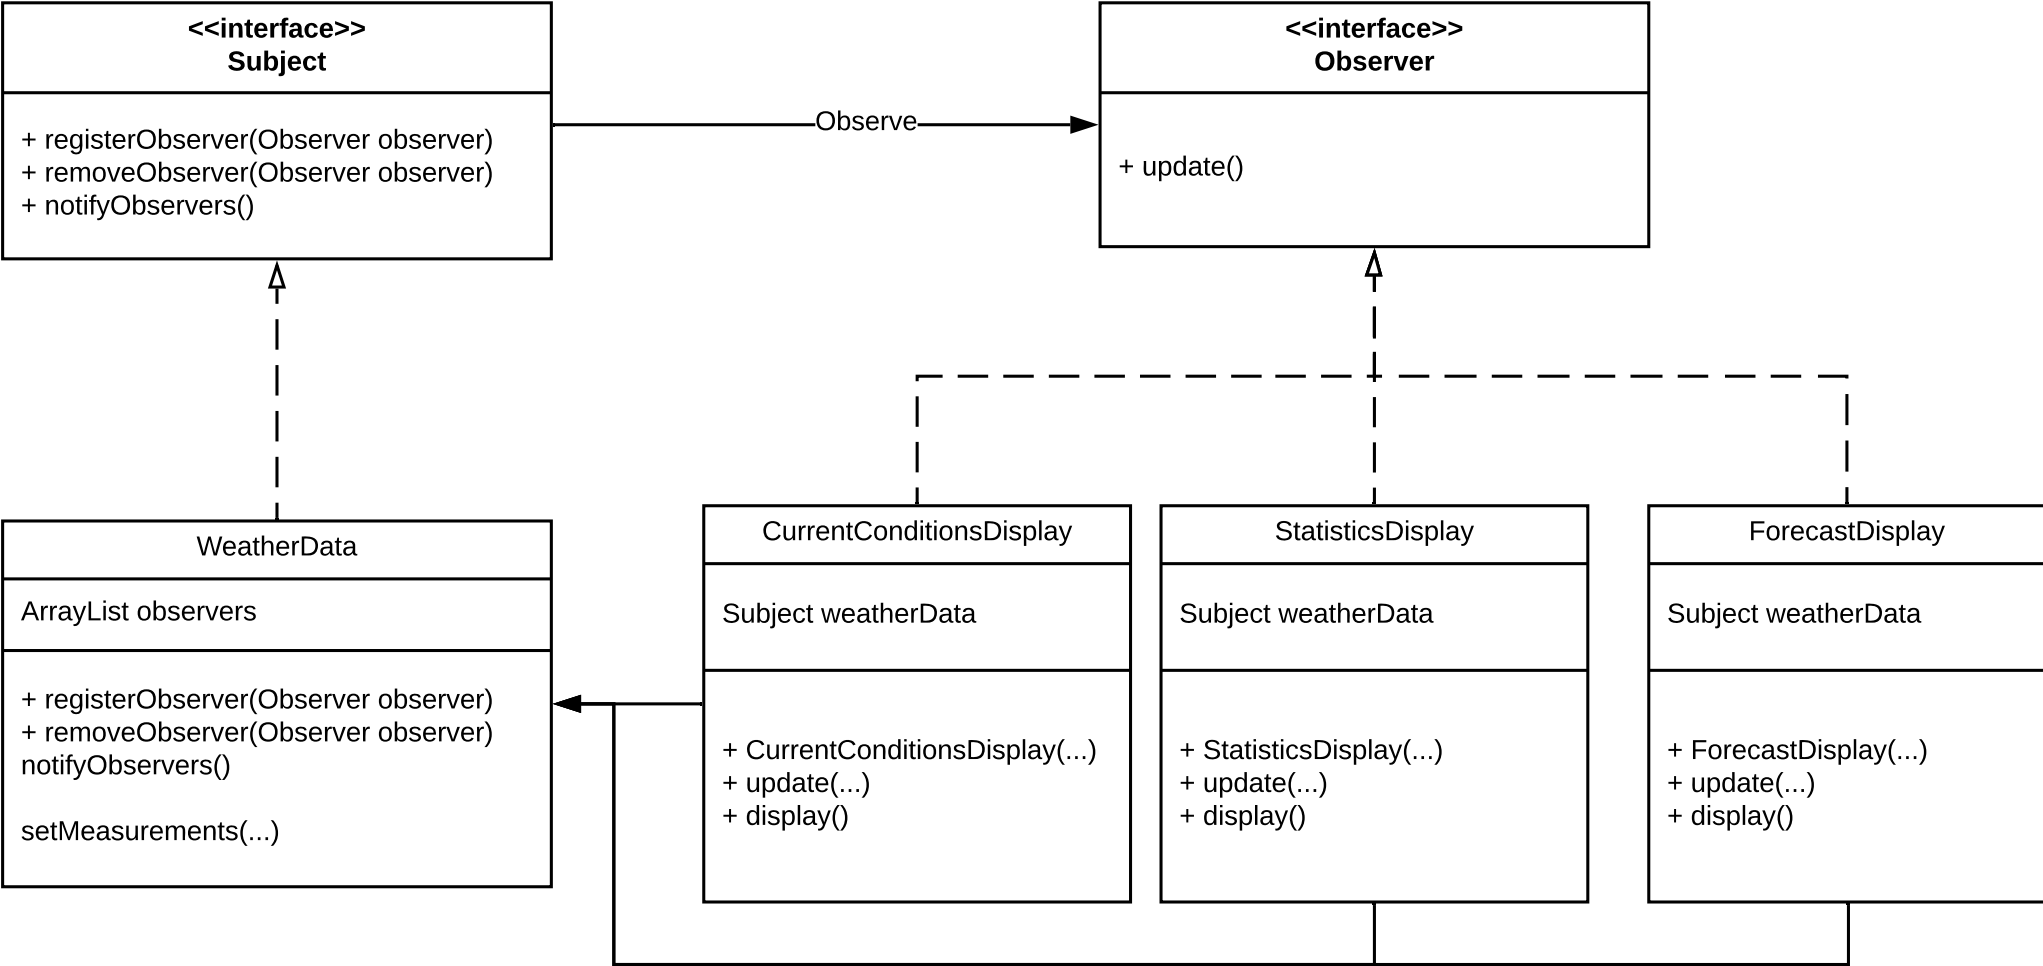 <<interface>>
Subject
+ registerObserver(Observer observer)
+ removeObserver(Observer observer)
+ notifyObservers()
Observe
<<interface>>
Observer
+ update()
WeatherData
ArrayList observers
+ registerObserver(Observer observer)
+ removeObserver(Observer observer)
notifyObservers()
setMeasurements(...)
CurrentConditionsDisplay
Subject weatherData
+ CurrentConditionsDisplay(...)
+ update(...)
+ display()
StatisticsDisplay
Subject weatherData
+ StatisticsDisplay(...)
+ update(...)
+ display()
ForecastDisplay
Subject weatherData
+ ForecastDisplay(...)
+ update(...)
+ display()